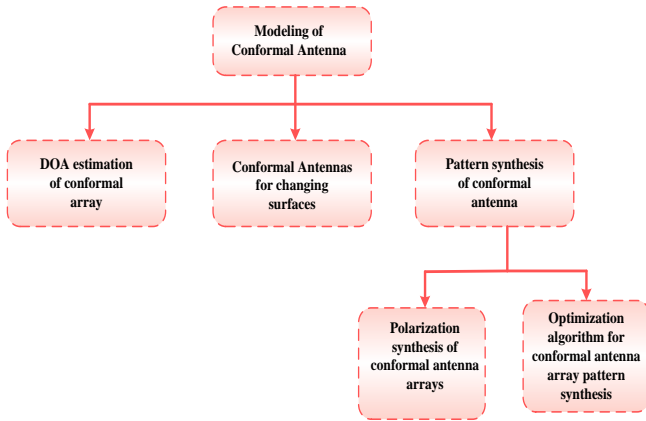 Modeling of
Conformal Antenna
DOA estimation
of conformal
array
Conformal Antennas
for changing
surfaces
Pattern synthesis
of conformal
antenna
Polarization
synthesis of
conformal antenna
arrays
Optimization
algorithm for
conformal antenna
array pattern
synthesis